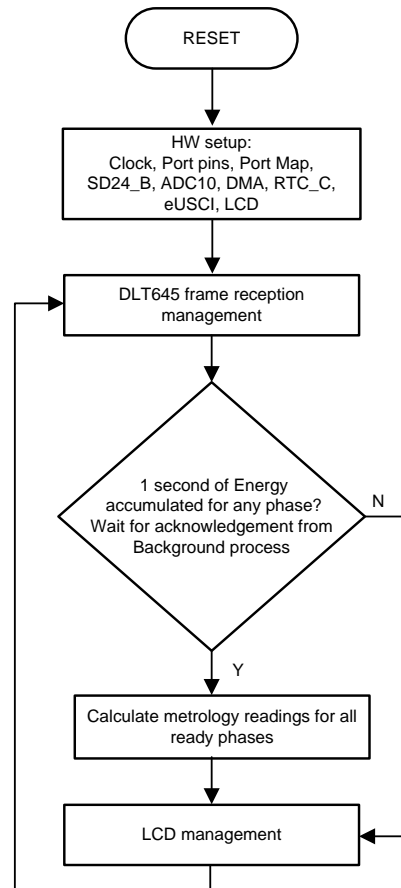 RESET
HW setup:
Clock, Port pins, Port Map,
SD24_B, ADC10, DMA, RTC_C,
eUSCI, LCD
DLT645 frame reception
management
1 second of Energy
accumulated for any phase?
Wait for acknowledgement from
Background process
N
Y
Calculate metrology readings for all
ready phases
LCD management